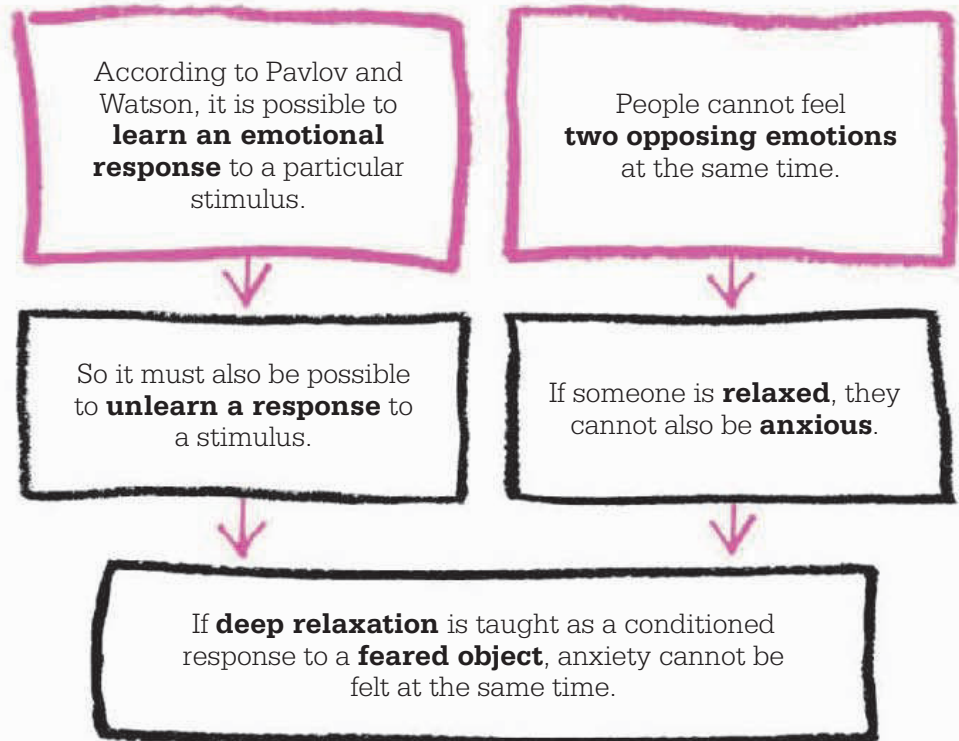 According to Pavlov and
Watson, it is possible to
learn an emotional
response to a particular
stimulus.
People cannot feel
two opposing emotions
at the same time.
So it must also be possible
to unlearn a response to
a stimulus.
If someone is relaxed, they
cannot also be anxious.
If deep relaxation is taught as a conditioned
response to a feared object, anxiety cannot be
felt at the same time.